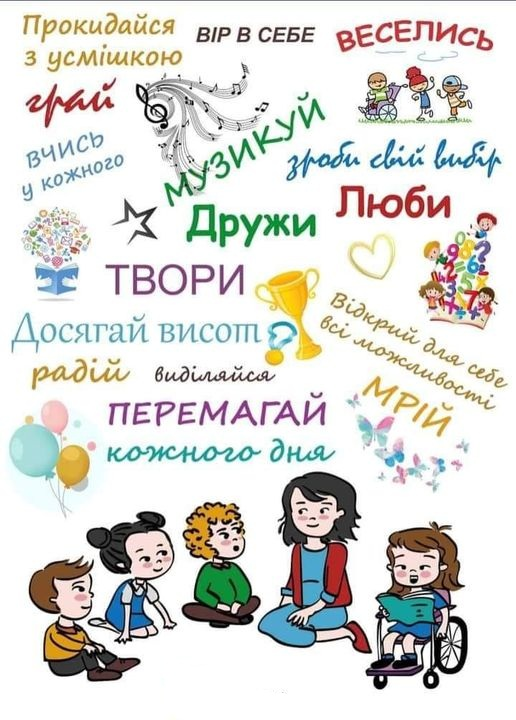 Прокидайся
з усмішкою
ВІР В СЕБЕ
ВЕСЕЛИСЬ
грай
МУЗИКУЙ
вчись
у кожного
зроби свій вибір
Дружи
Люби
ТВОРИ
Досягай висот
Відкрий для себе
всі можливості
радій
виділяйся
МРІЙ
ПЕРЕМАГАЙ
кожного дня